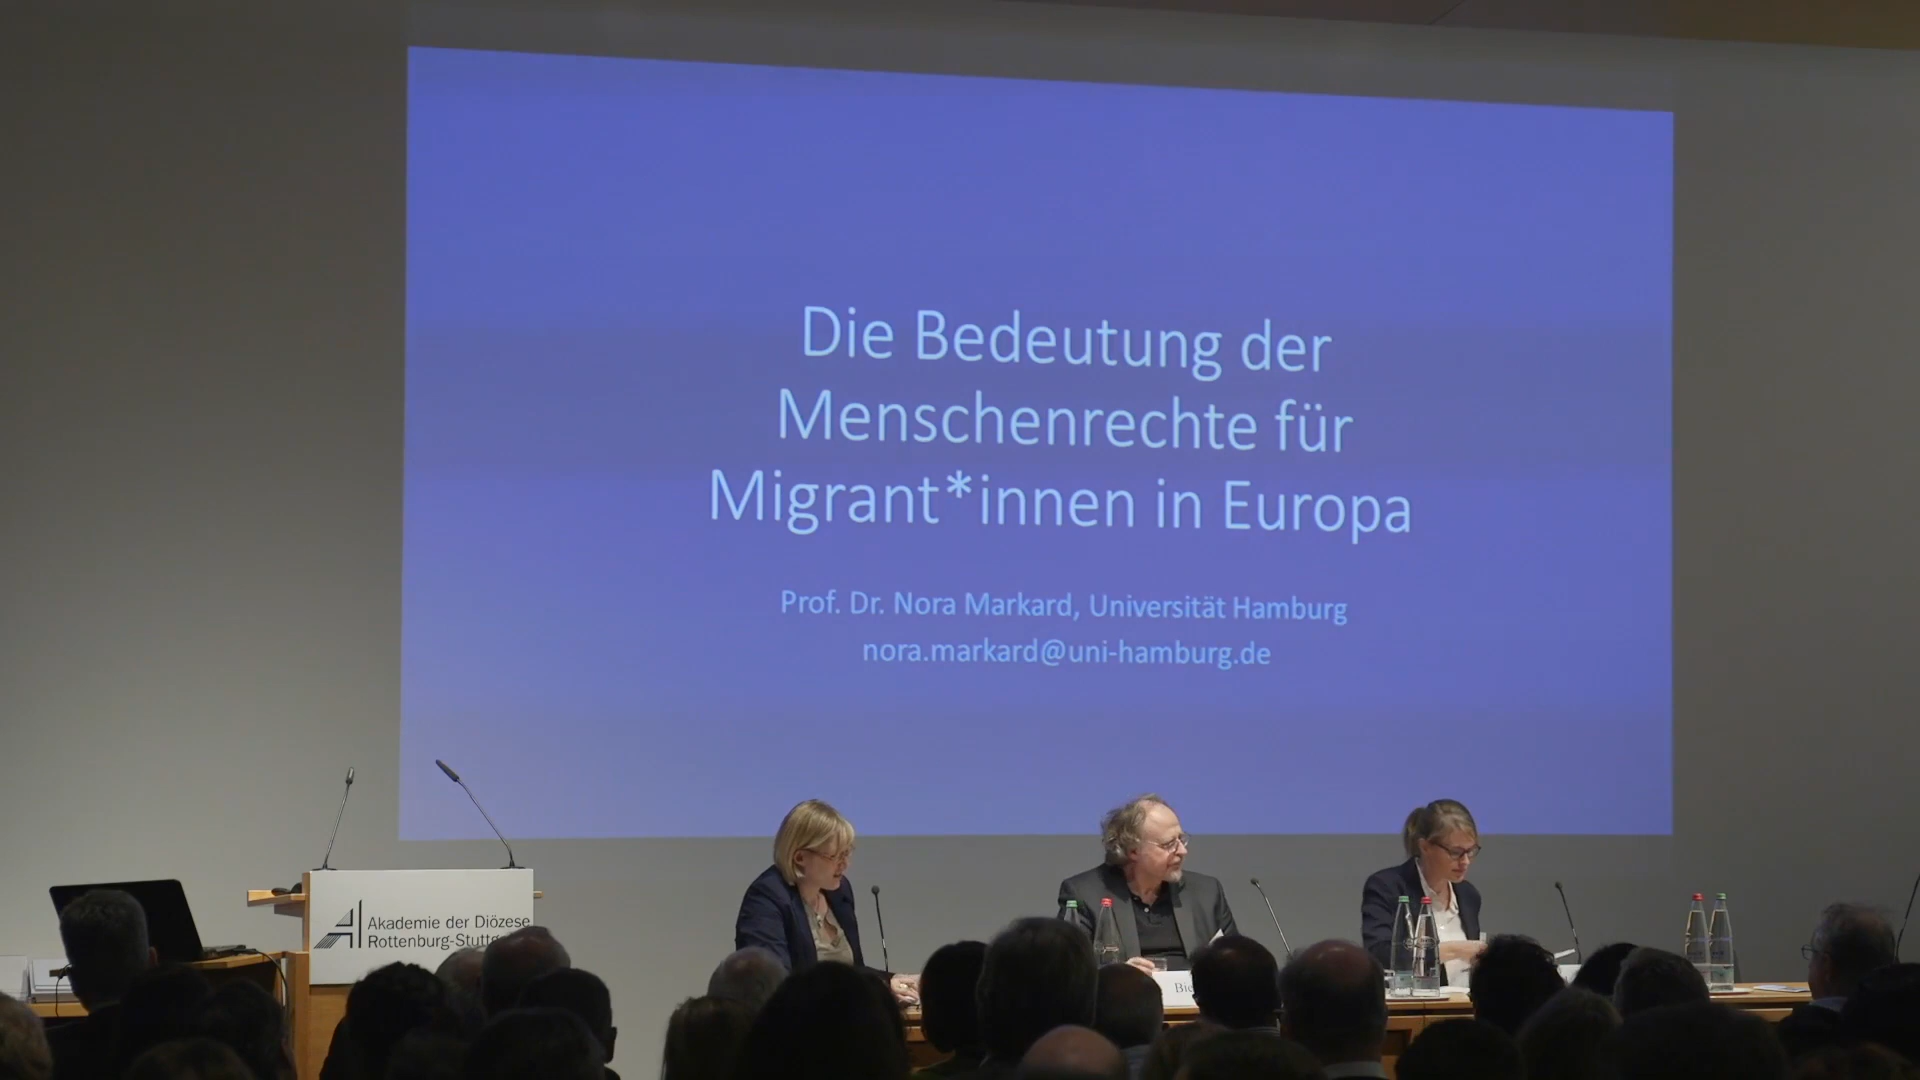 Die Bedeutung der
Menschenrechte für
Migrant*innen in Europa
Prof. Dr. Nora Markard, Universität Hamburg
nora.markard@uni-hamburg.de
Akademie der Diözese